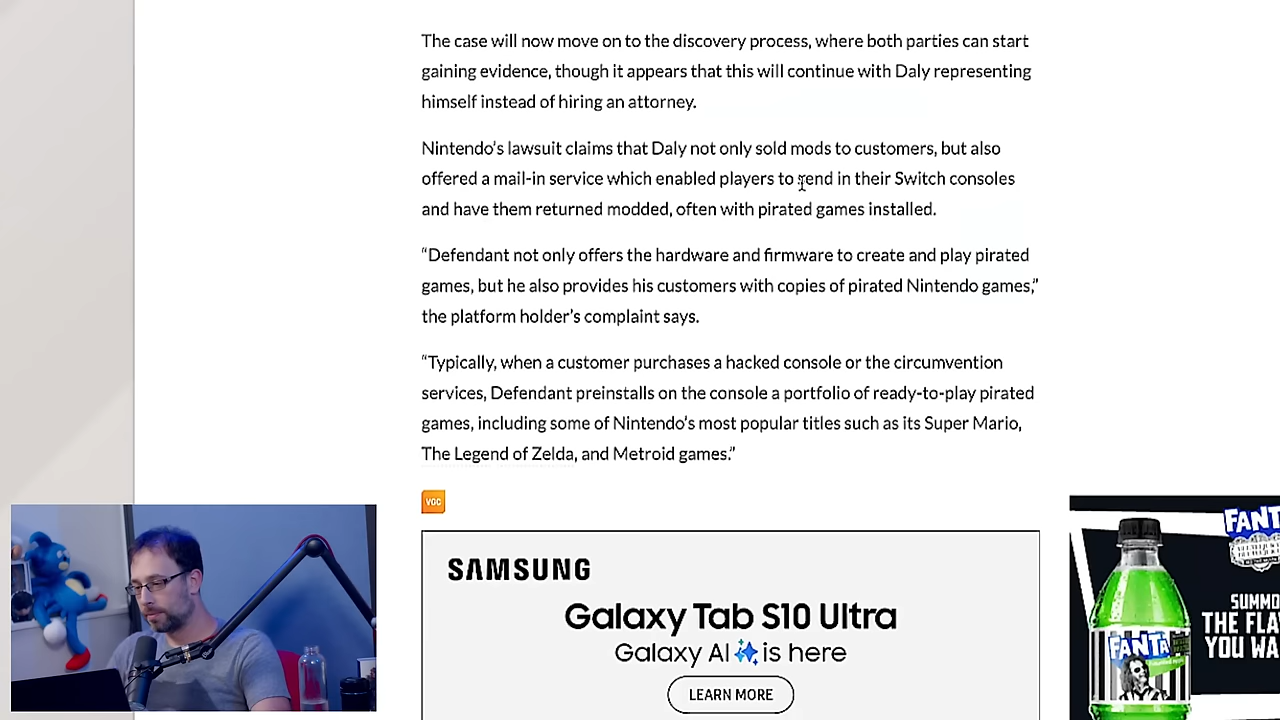 The case will now move on to the discovery process, where both parties can start
gaining evidence, though it appears that this will continue with Daly representing
himself instead of hiring an attorney.
Nintendo’s lawsuit claims that Daly not only sold mods to customers, but also
offered a mail-in service which enabled players to send in their Switch consoles
and have them returned modded, often with pirated games installed.
“Defendant not only offers the hardware and firmware to create and play pirated
games, but he also provides his customers with copies of pirated Nintendo games,”
the platform holder’s complaint says.
“Typically, when a customer purchases a hacked console or the circumvention
services, Defendant preinstalls on the console a portfolio of ready-to-play pirated
games, including some of Nintendo’s most popular titles such as its Super Mario,
The Legend of Zelda, and Metroid games.”
VGC
SAMSUNG
Galaxy Tab S10 Ultra
Galaxy AI is here
LEARN MORE
FANT
SUMMO
THE FLA
YOU WA
FANTA